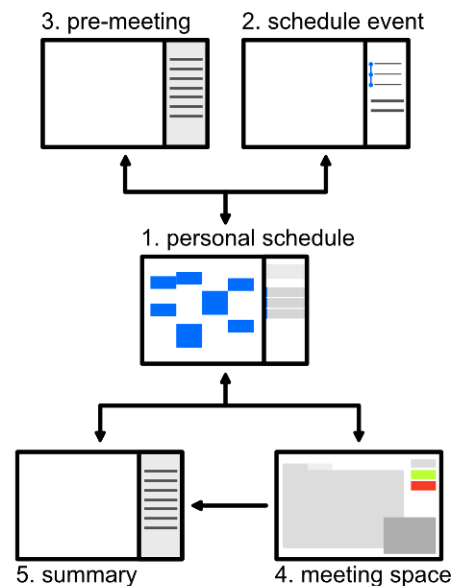 3. pre-meeting
2. schedule event
1. personal schedule
5. summary
4. meeting space